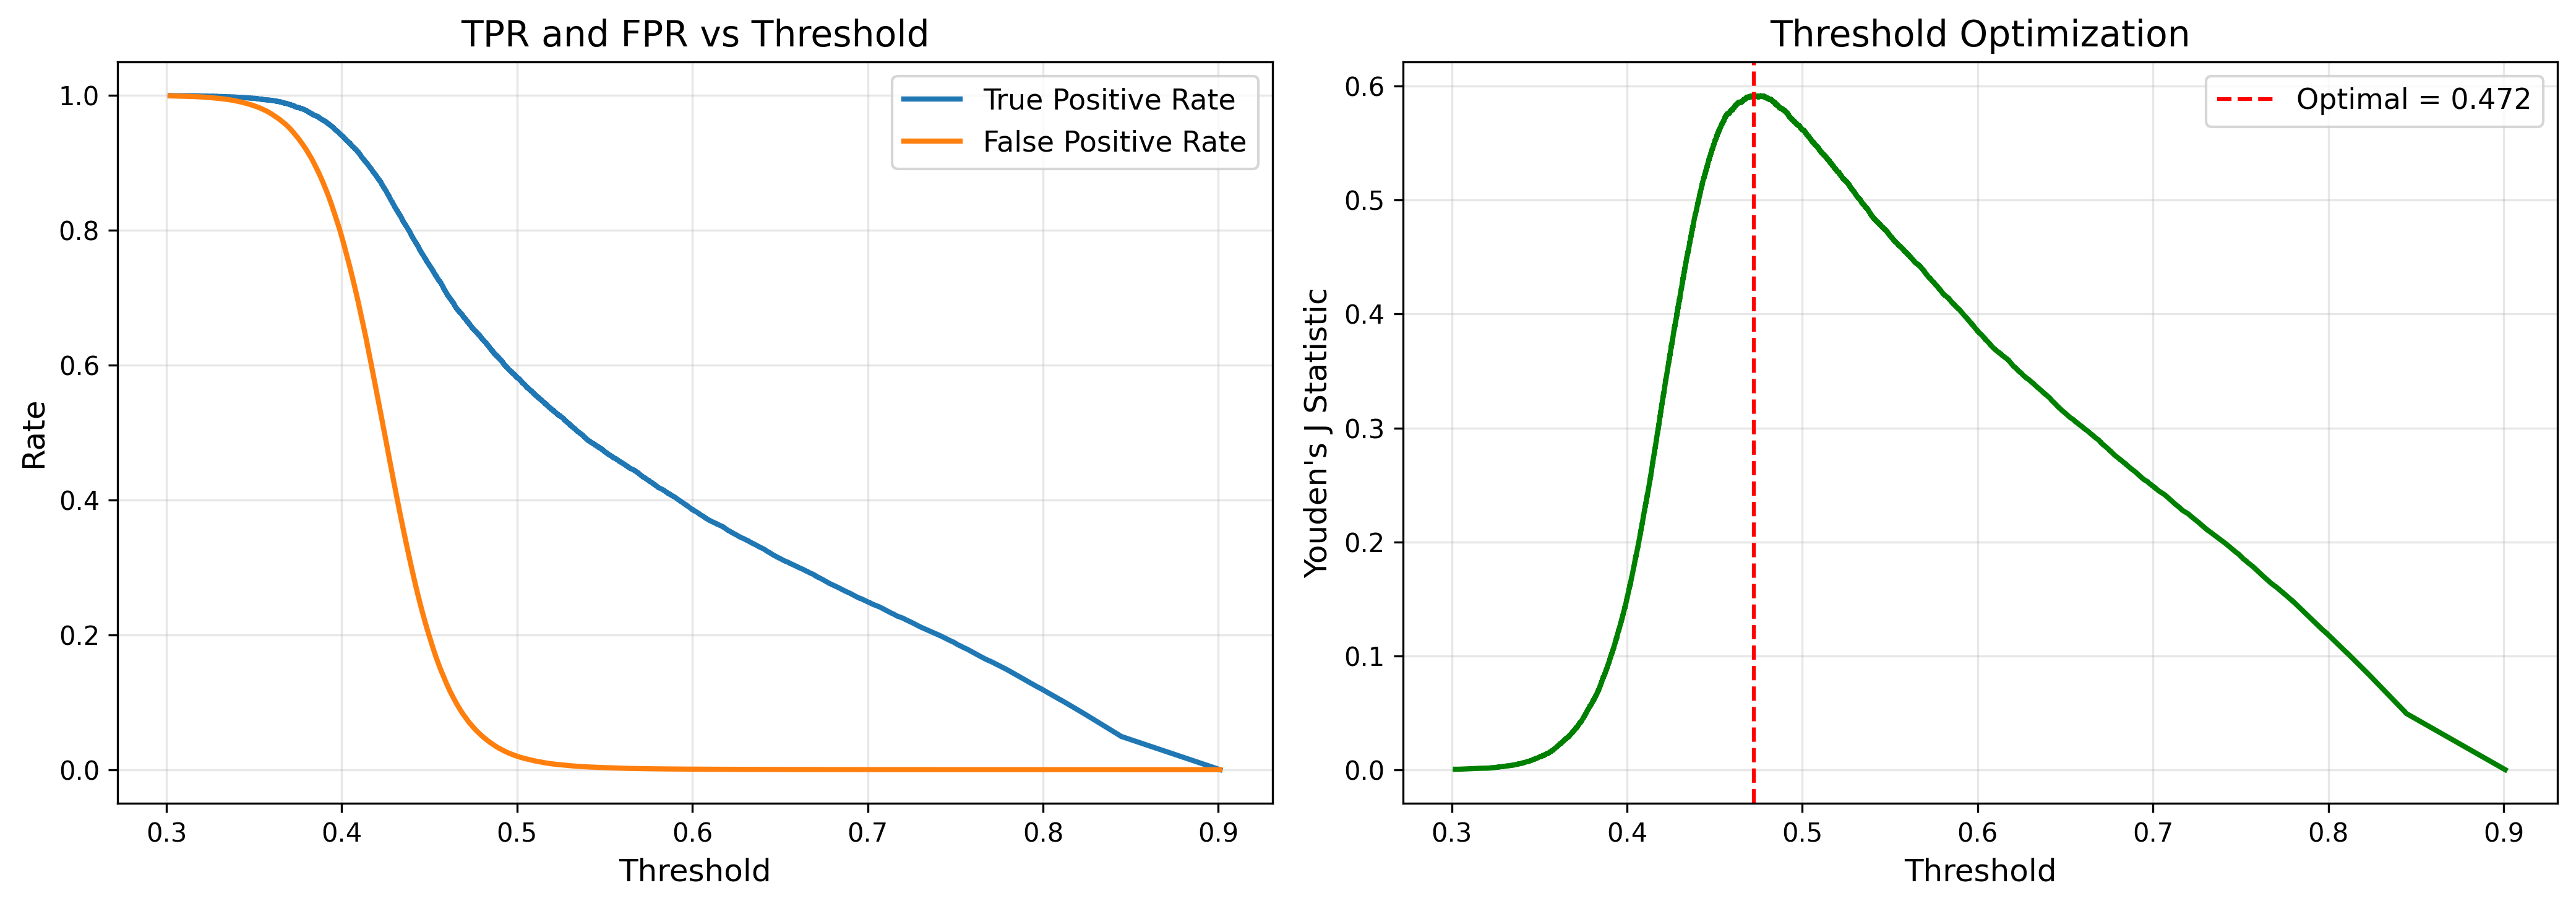 TPR and FPR vs Threshold
True Positive Rate
False Positive Rate
Rate
1.0
0.8
0.6
0.4
0.2
0.0
0.3 0.4 0.5 0.6 0.7 0.8 0.9
Threshold
Threshold Optimization
Optimal = 0.472
Youden's J Statistic
0.6
0.5
0.4
0.3
0.2
0.1
0.0
0.3 0.4 0.5 0.6 0.7 0.8 0.9
Threshold